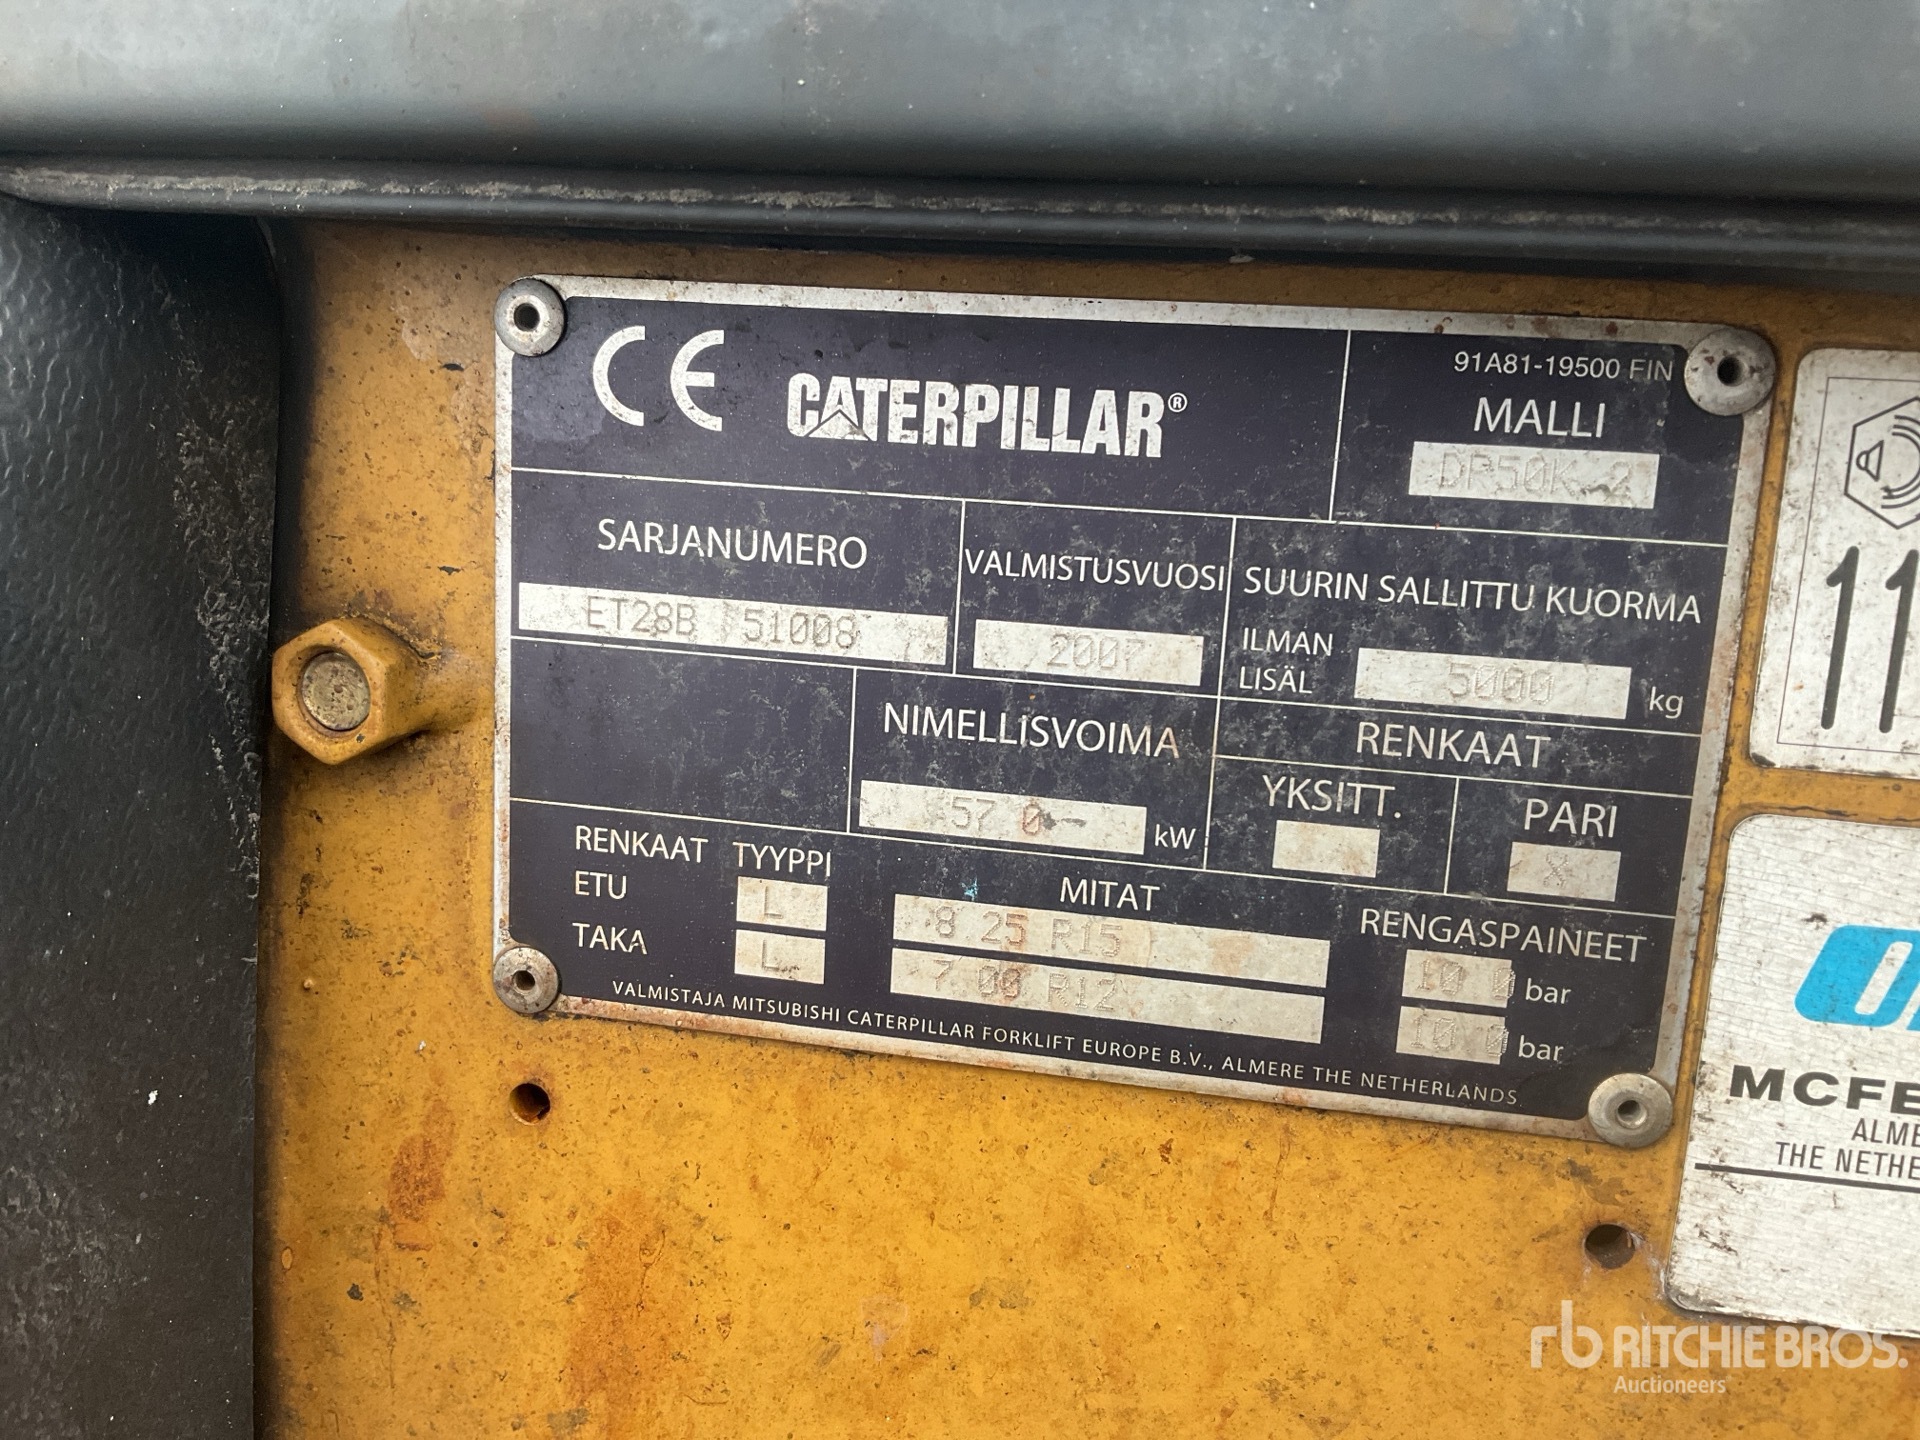 CE CATERPILLAR®
91A81-19500 FIN
MALLI
DP50K 2
SARJANUMERO
ET28B 51008
VALMISTUSVUOSI
2007
SUURIN SALLITTU KUORMA
ILMAN
LISÄL
5000 kg
NIMELLISVOIMA
57 0 kW
RENKAAT
YKSITT.
PARI
X
RENKAAT TYYPPI
MITAT
RENGASPAINEET
ETU L 8 25 R15 10 0 bar
TAKA L 7 00 R12 10 0 bar
VALMISTAJA MITSUBISHI CATERPILLAR FORKLIFT EUROPE B.V., ALMERE THE NETHERLANDS
11
MCFE
ALME
THE NETHE
rb RITCHIE BROS.
Auctioneers